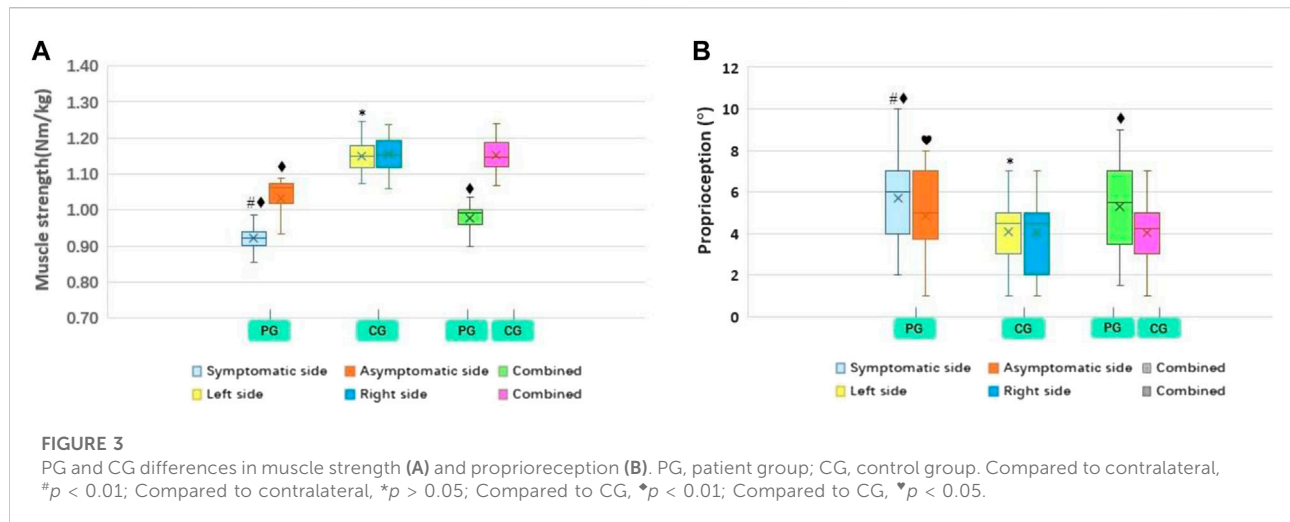 A
B
Muscle strength(Nm/kg)
1.40
1.30
1.20
1.10
1.00
0.90
0.80
0.70
#♦
♦
*
♦
PG
CG
PG
CG
Symptomatic side
Asymptomatic side
Combined
Left side
Right side
Combined
Proprioception (°)
12
10
8
6
4
2
0
#♦
♥
*
♦
PG
CG
PG
CG
Symptomatic side
Asymptomatic side
Combined
Left side
Right side
Combined
FIGURE 3
PG and CG differences in muscle strength (A) and proprioreception (B). PG, patient group; CG, control group. Compared to contralateral,
#p < 0.01; Compared to contralateral, *p > 0.05; Compared to CG, ♦p < 0.01; Compared to CG, ♥p < 0.05.